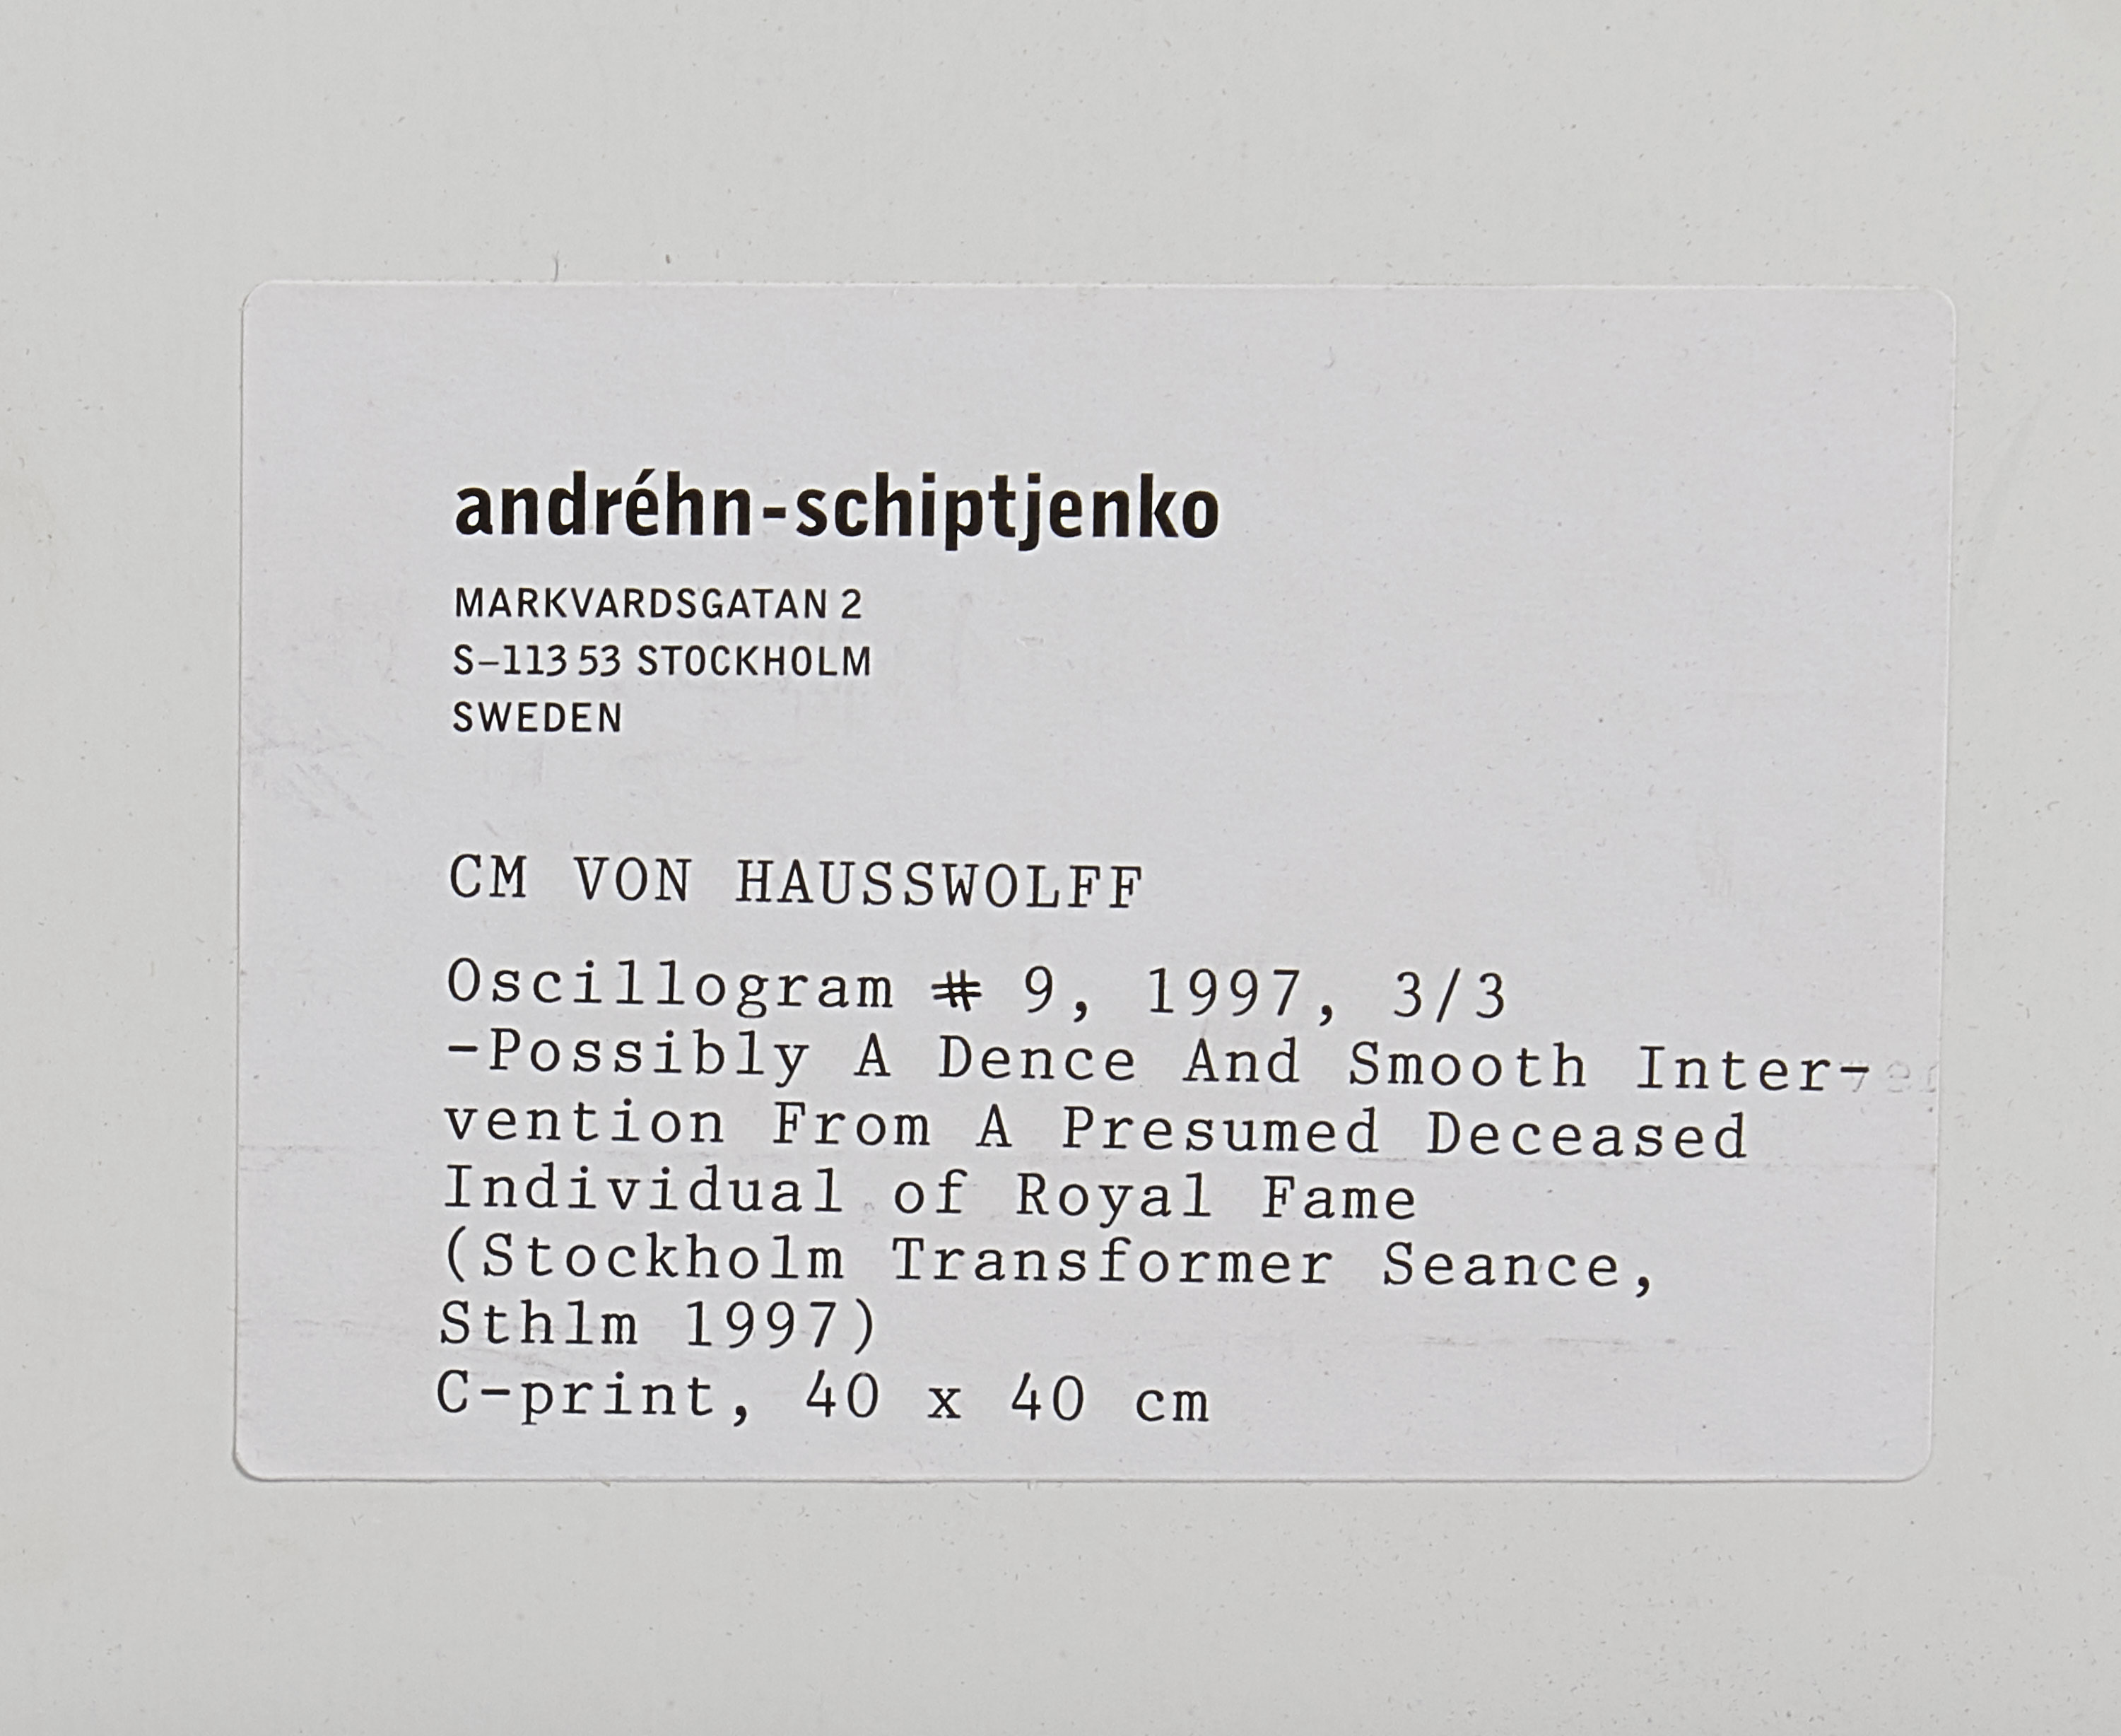 andréhn-schiptjenko
MARKVARDSGATAN 2
S–113 53 STOCKHOLM
SWEDEN
CM VON HAUSSWOLFF
Oscillogram # 9, 1997, 3/3
-Possibly A Dence And Smooth Inter-
vention From A Presumed Deceased
Individual of Royal Fame
(Stockholm Transformer Seance,
Sthlm 1997)
C-print, 40 x 40 cm